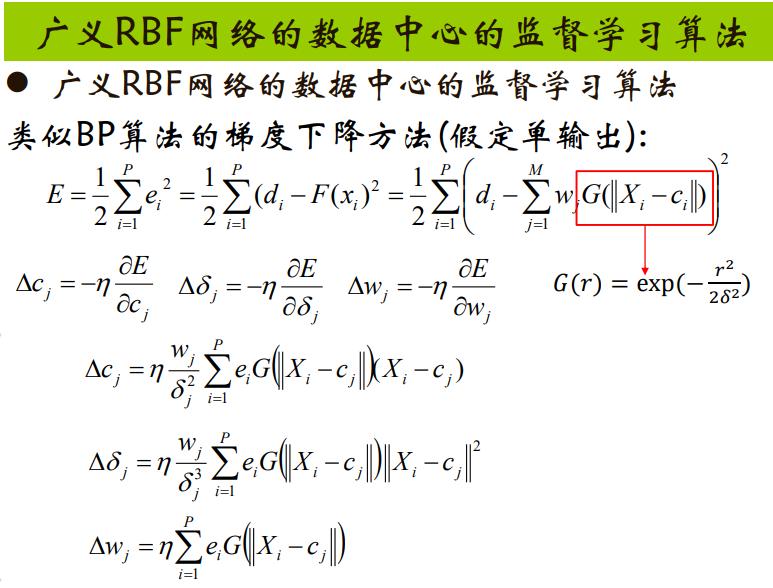 广义RBF网络的数据中心的监督学习算法
● 广义RBF网络的数据中心的监督学习算法
类似BP算法的梯度下降方法(假定单输出):
E = \frac{1}{2}\sum_{i=1}^{P} e_i^2 = \frac{1}{2}\sum_{i=1}^{P}(d_i - F(x_i)^2 = \frac{1}{2}\sum_{i=1}^{P}\left(d_i - \sum_{j=1}^{M} w_j G(\|X_i - c_i\|)\right)^2
\Delta c_j = -\eta\frac{\partial E}{\partial c_j} \Delta \delta_j = -\eta\frac{\partial E}{\partial \delta_j} \Delta w_j = -\eta\frac{\partial E}{\partial w_j} G(r) = \exp(-\frac{r^2}{2\delta^2})
\Delta c_j = \eta\frac{w_j}{\delta_j^2}\sum_{i=1}^{P} e_i G(\|X_i - c_j\|)(X_i - c_j)
\Delta \delta_j = \eta\frac{w_j}{\delta_j^3}\sum_{i=1}^{P} e_i G(\|X_i - c_j\|)\|X_i - c_j\|^2
\Delta w_j = \eta\sum_{i=1}^{P} e_i G(\|X_i - c_j\|)